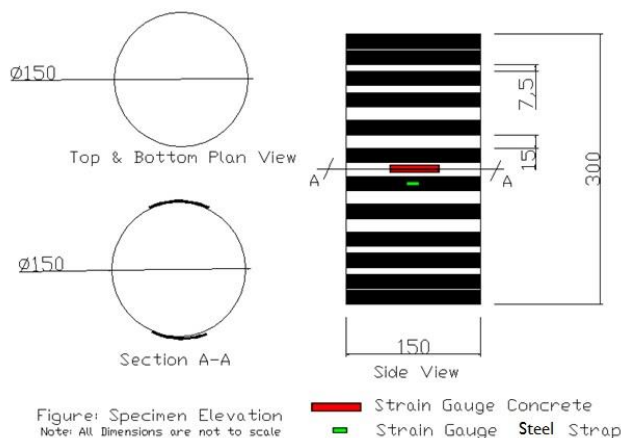 Ø150
Top & Bottom Plan View
Ø150
Section A-A
7,5
15
300
A
A
150
Side View
Strain Gauge Concrete
Strain Gauge Steel Strap
Figure: Specimen Elevation
Note: All Dimensions are not to scale